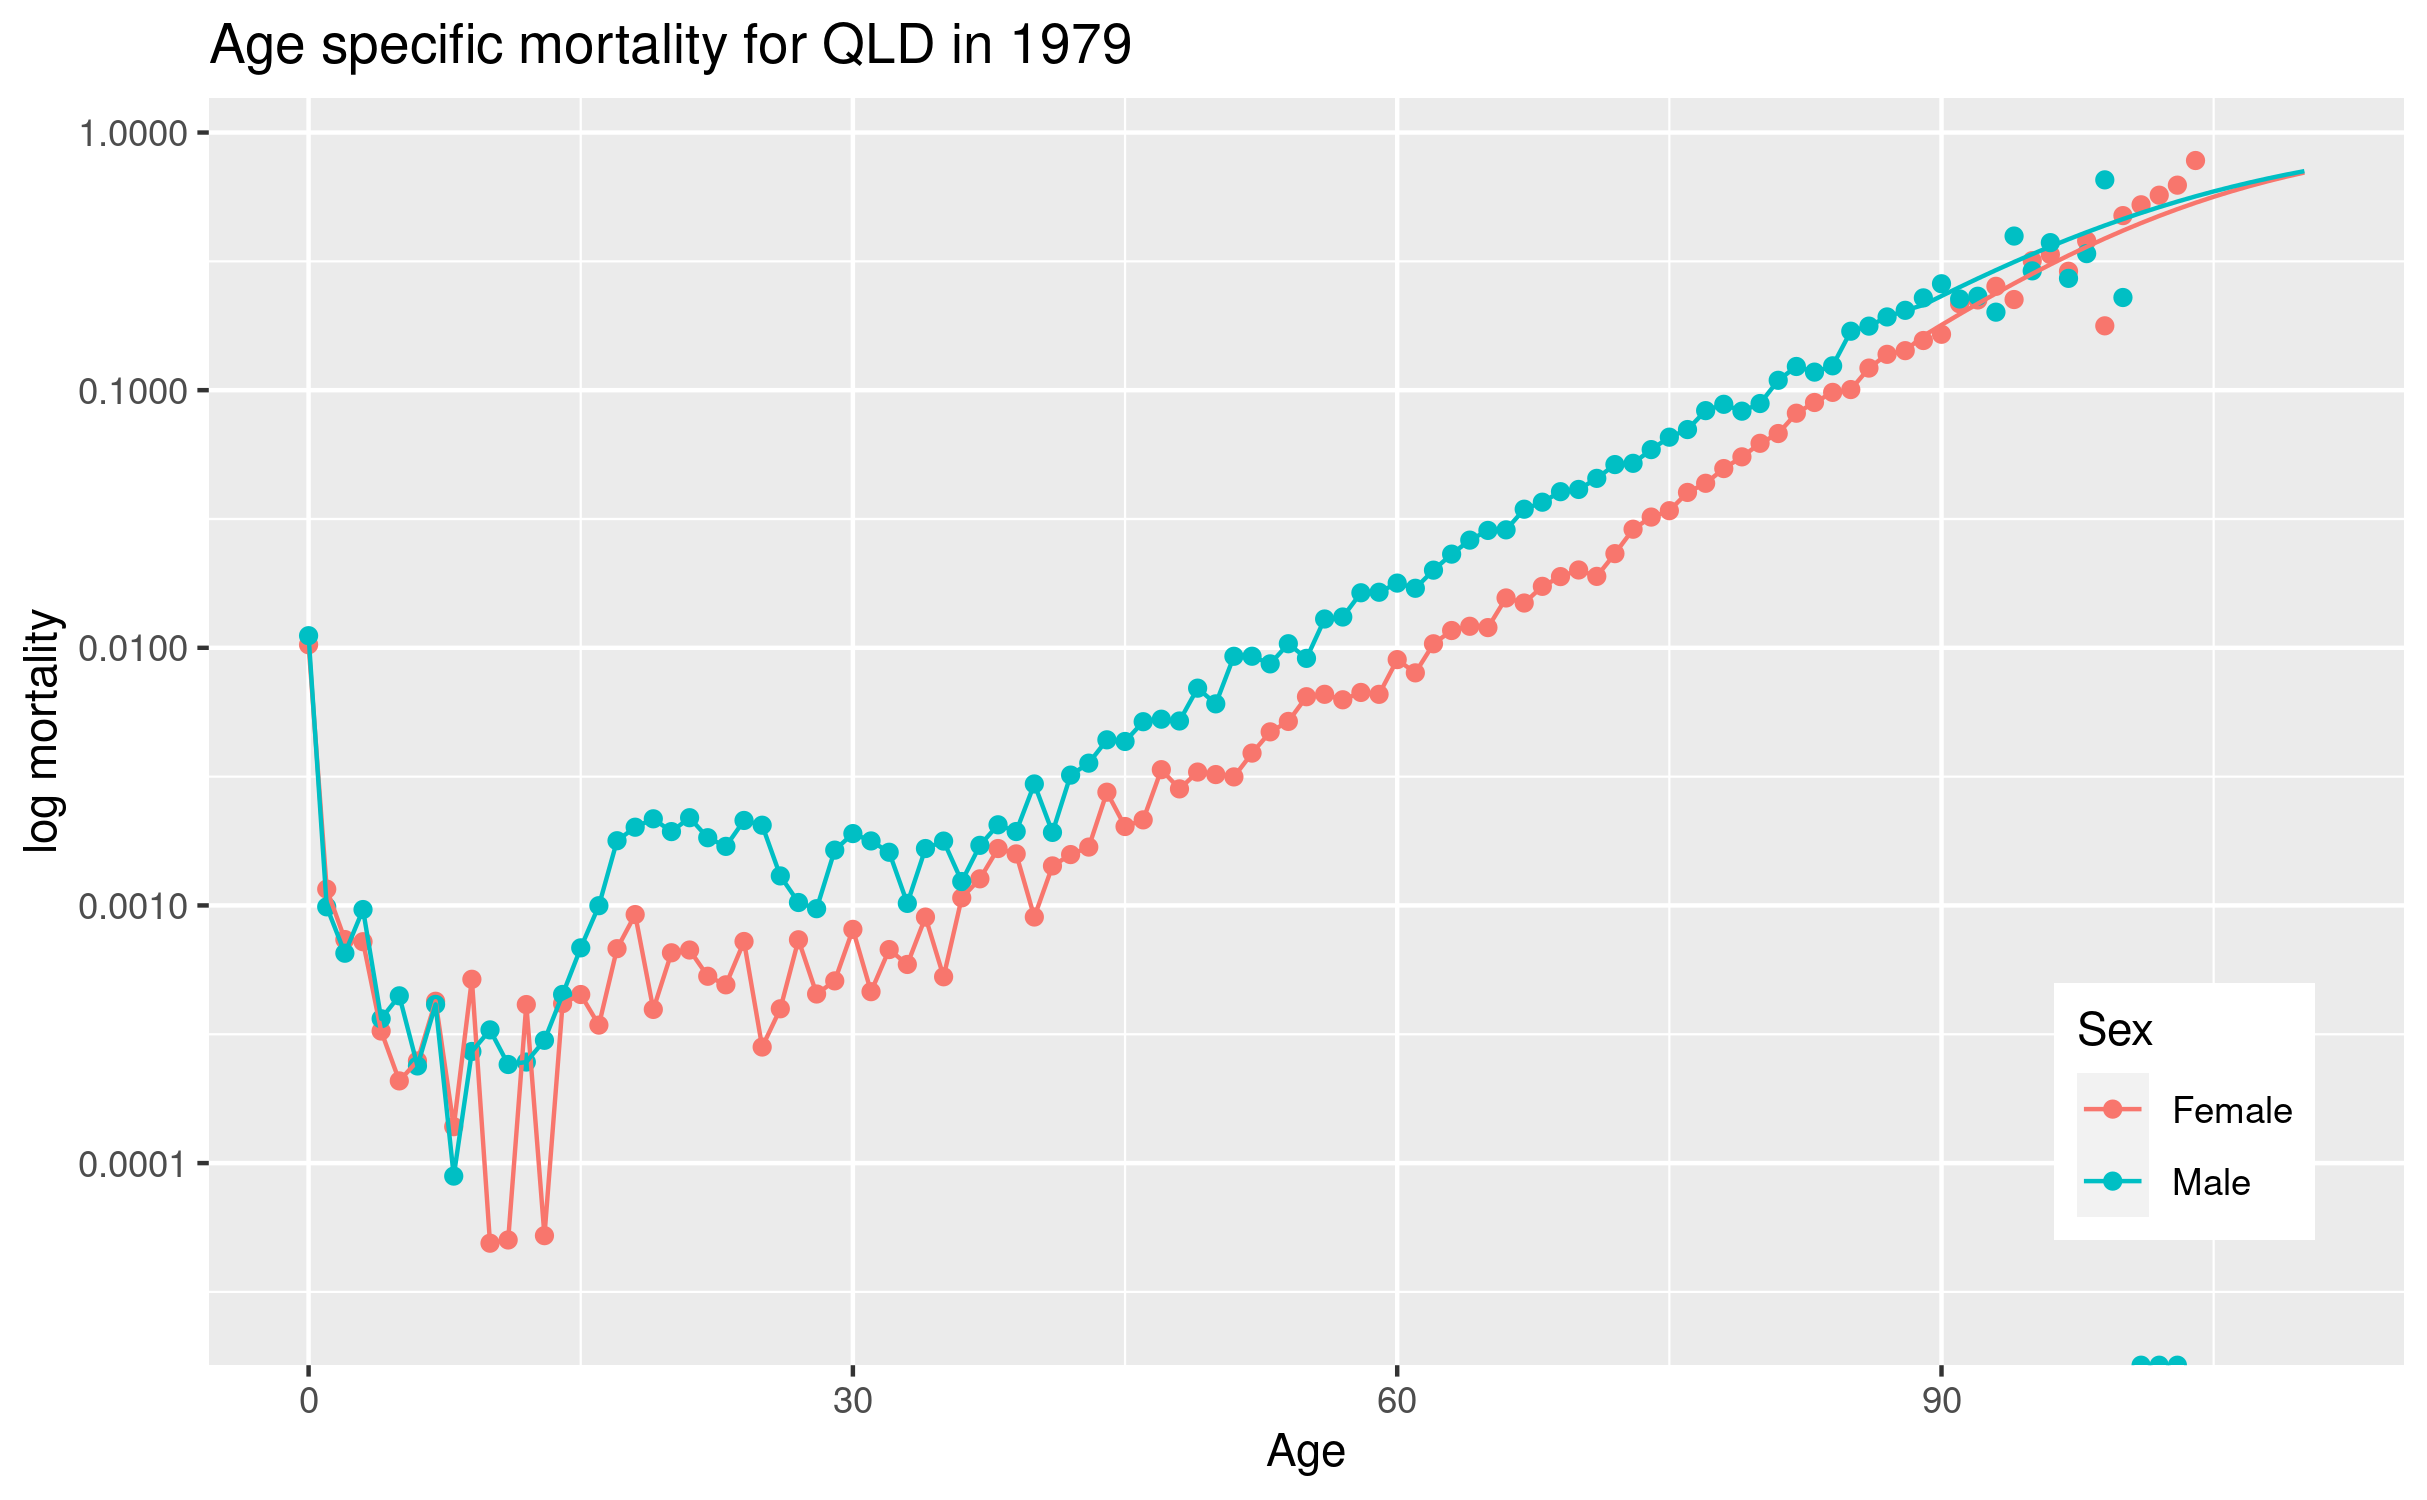 Age specific mortality for QLD in 1979
1.0000
0.1000
0.0100
0.0010
0.0001
log mortality
0 30 60 90
Age
Sex
Female
Male